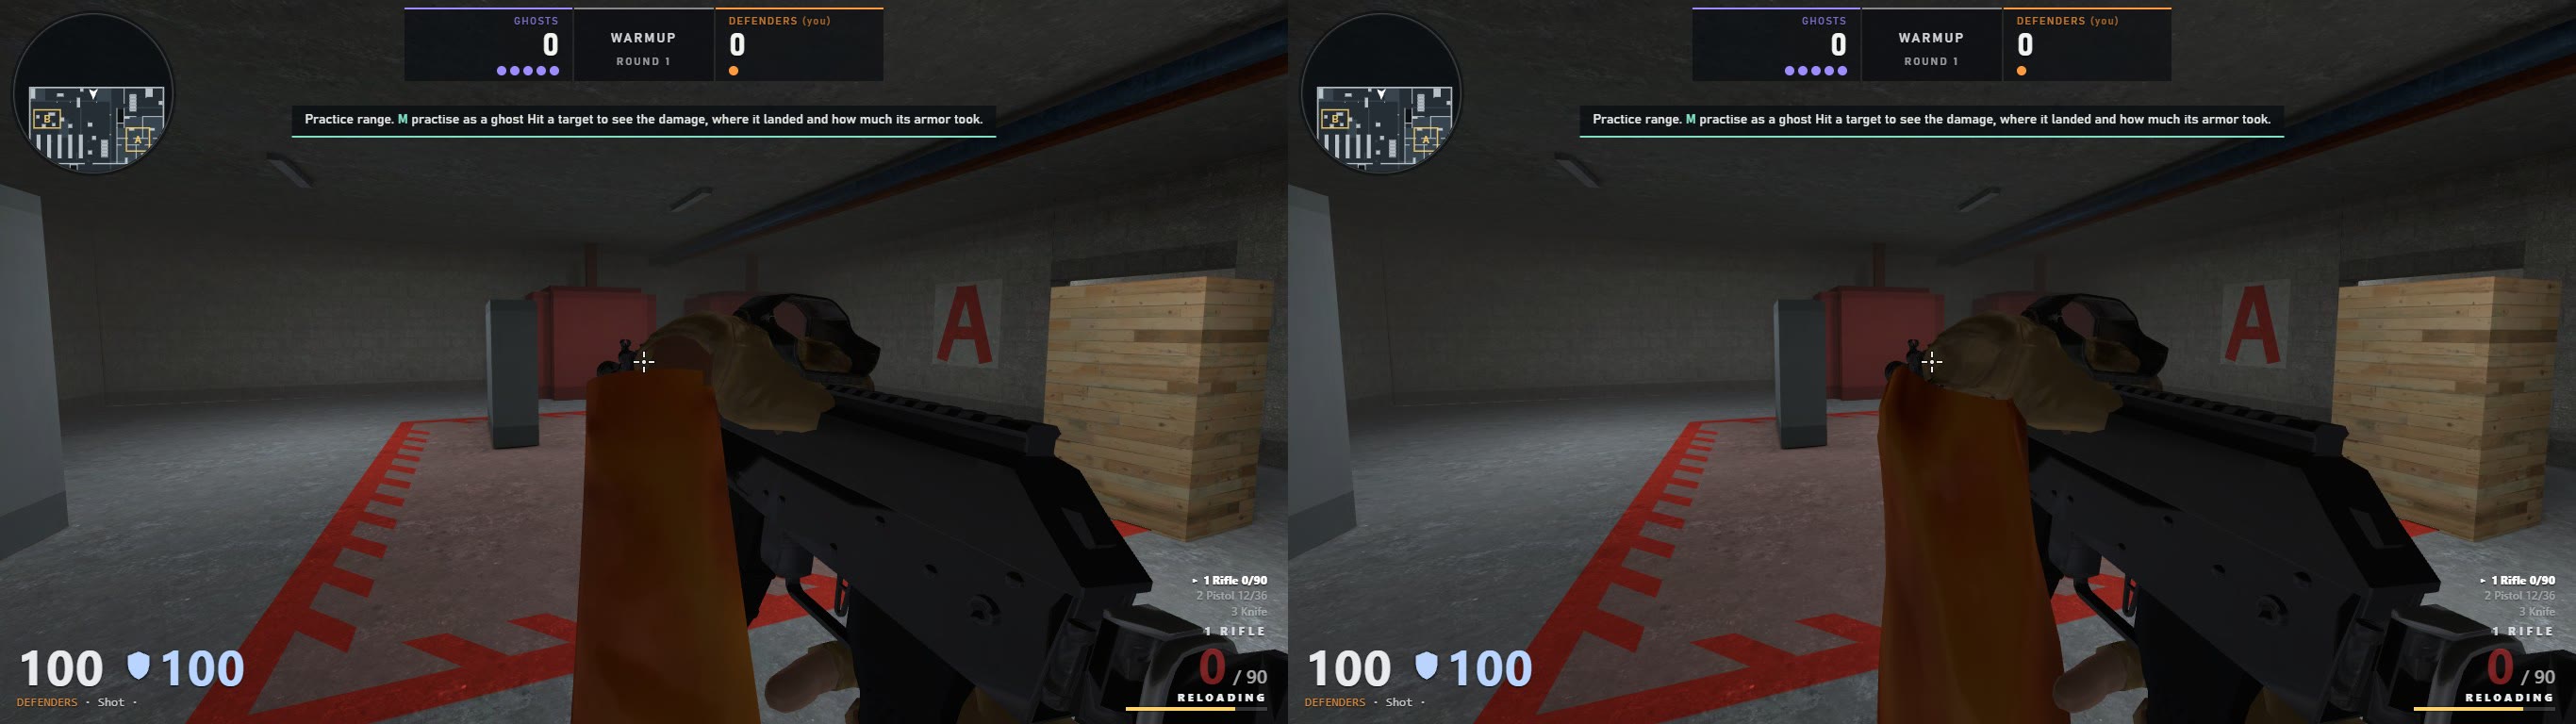 GHOSTS
0
WARMUP
ROUND 1
DEFENDERS (you)
0
Practice range. M practise as a ghost Hit a target to see the damage, where it landed and how much its armor took.
B
A
A
► 1 Rifle 0/90
2 Pistol 12/36
3 Knife
1 RIFLE
0 / 90
RELOADING
100 100
DEFENDERS · Shot ·
GHOSTS
0
WARMUP
ROUND 1
DEFENDERS (you)
0
Practice range. M practise as a ghost Hit a target to see the damage, where it landed and how much its armor took.
B
A
A
► 1 Rifle 0/90
2 Pistol 12/36
3 Knife
1 RIFLE
0 / 90
RELOADING
100 100
DEFENDERS · Shot ·